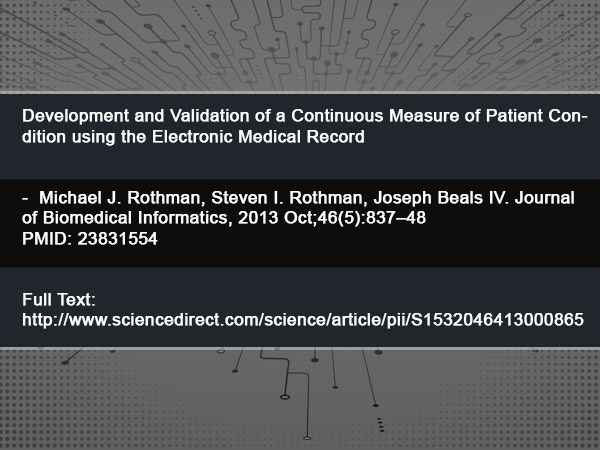 Development and Validation of a Continuous Measure of Patient Con-
dition using the Electronic Medical Record
- Michael J. Rothman, Steven I. Rothman, Joseph Beals IV. Journal
of Biomedical Informatics, 2013 Oct;46(5):837–48
PMID: 23831554
Full Text:
http://www.sciencedirect.com/science/article/pii/S1532046413000865